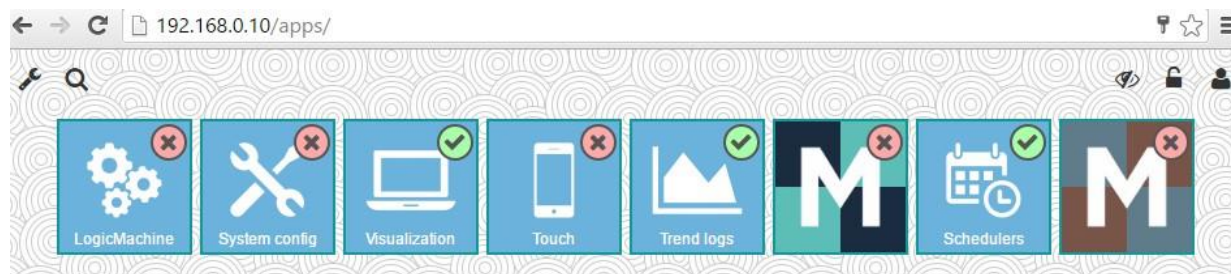 192.168.0.10/apps/
LogicMachine System config Visualization Touch Trend logs M Schedulers M